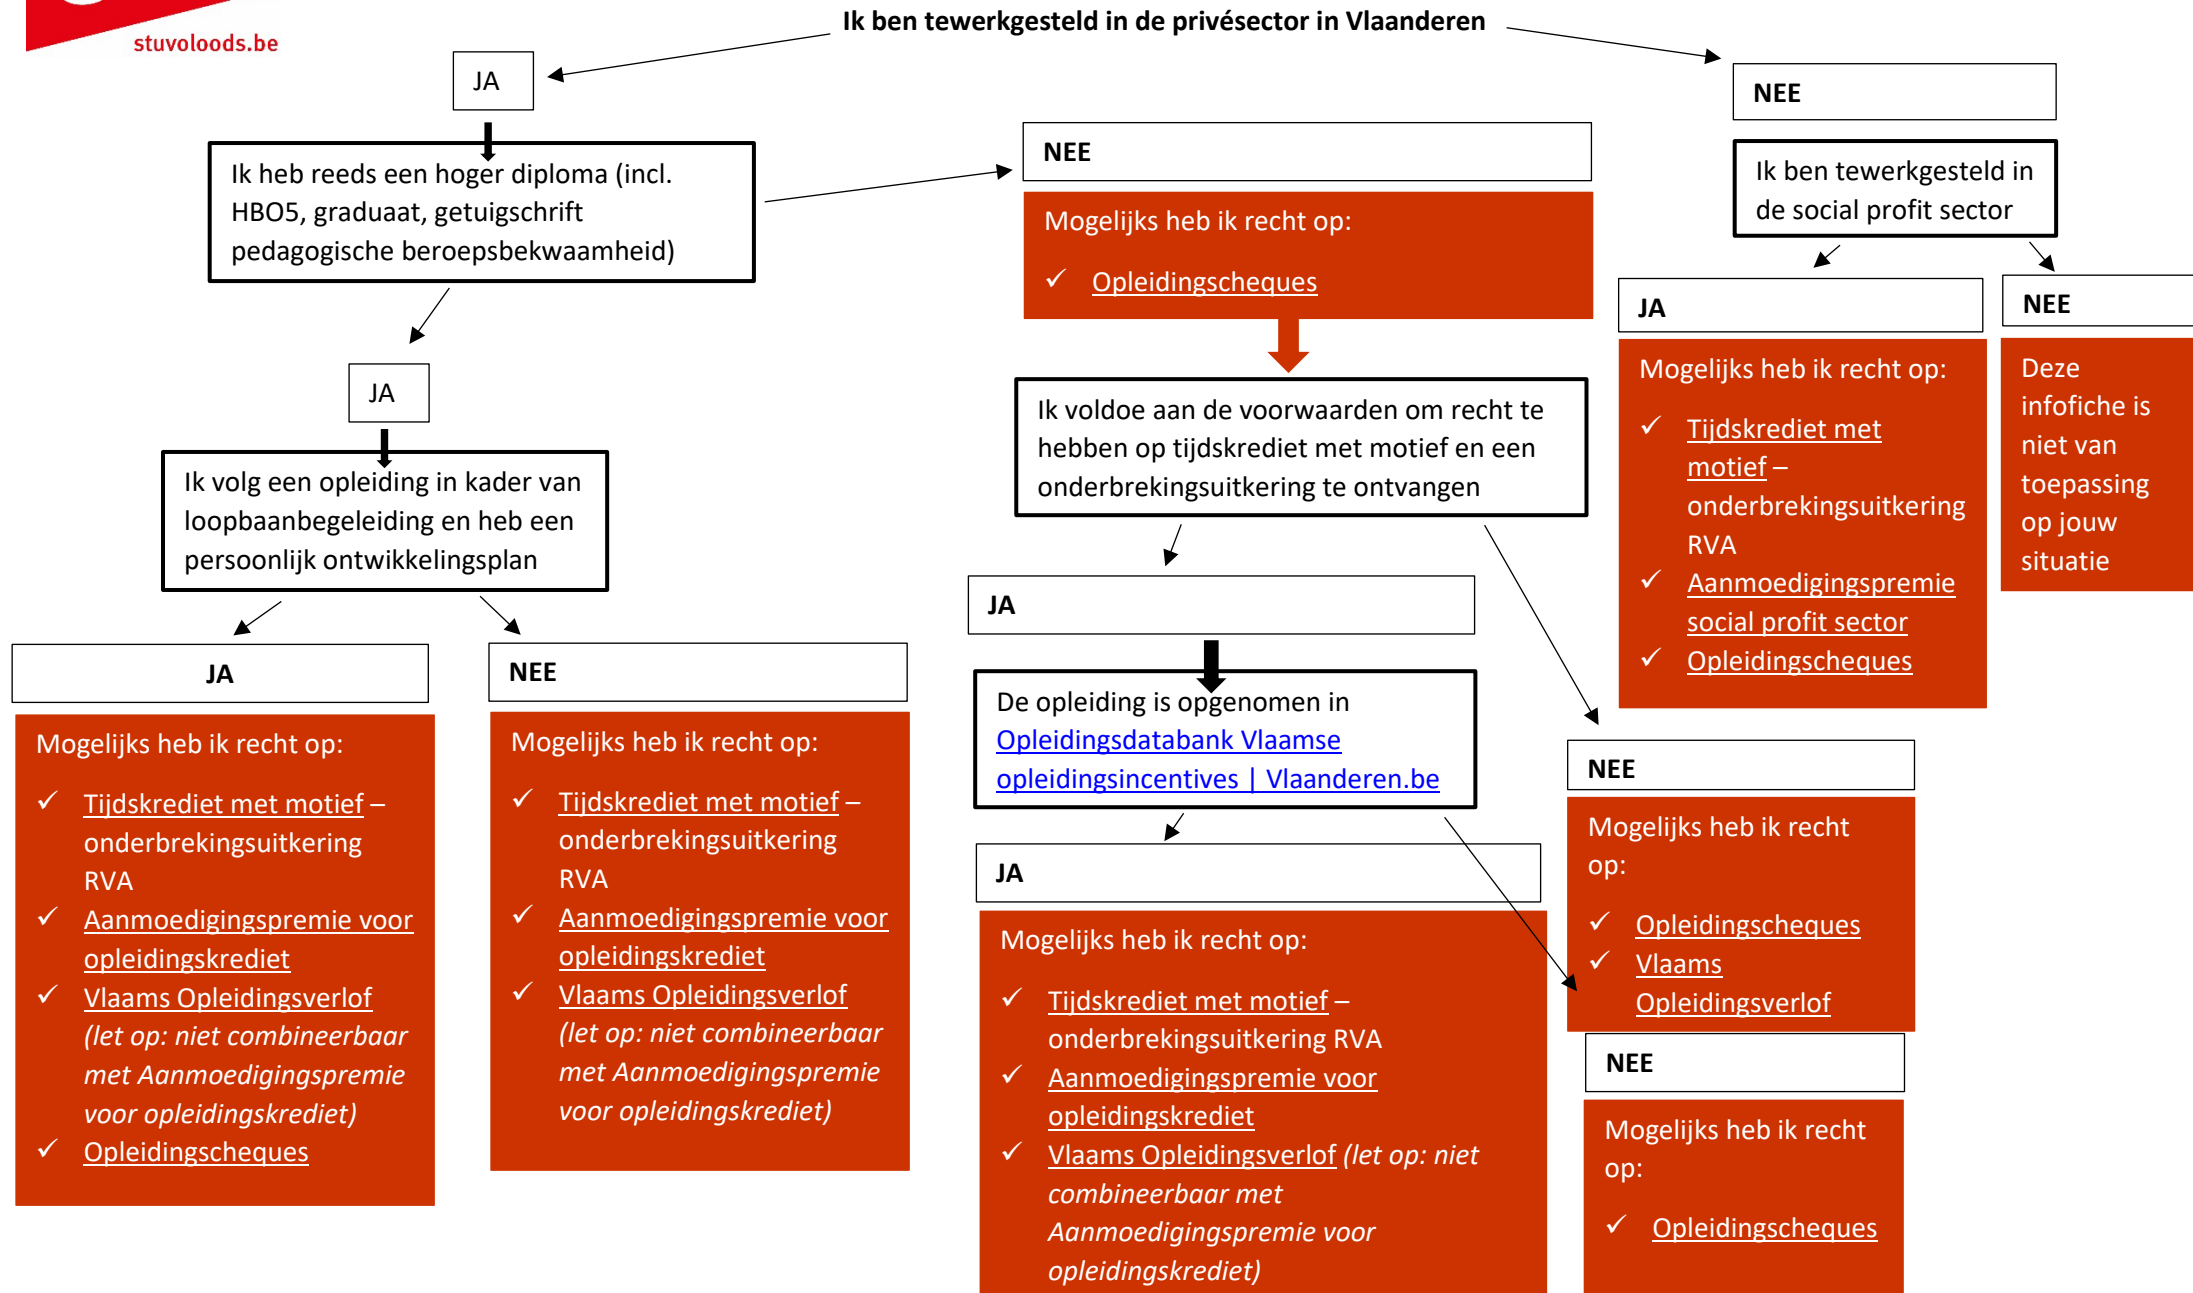 stuvoloods.be
Ik ben tewerkgesteld in de privésector in Vlaanderen
JA
NEE
Ik heb reeds een hoger diploma (incl.
HBO5, graduaat, getuigschrift
pedagogische beroepsbekwaamheid)
NEE
Mogelijks heb ik recht op:
✓ Opleidingscheques
Ik ben tewerkgesteld in
de social profit sector
JA
Mogelijks heb ik recht op:
✓ Tijdskrediet met
motief –
onderbrekingsuitkering
RVA
✓ Aanmoedigingspremie
social profit sector
✓ Opleidingscheques
NEE
Deze
infofiche is
niet van
toepassing
op jouw
situatie
JA
Ik volg een opleiding in kader van
loopbaanbegeleiding en heb een
persoonlijk ontwikkelingsplan
Ik voldoe aan de voorwaarden om recht te
hebben op tijdskrediet met motief en een
onderbrekingsuitkering te ontvangen
JA
Mogelijks heb ik recht op:
✓ Tijdskrediet met motief –
onderbrekingsuitkering
RVA
✓ Aanmoedigingspremie voor
opleidingskrediet
✓ Vlaams Opleidingsverlof
(let op: niet combineerbaar
met Aanmoedigingspremie
voor opleidingskrediet)
✓ Opleidingscheques
NEE
Mogelijks heb ik recht op:
✓ Tijdskrediet met motief –
onderbrekingsuitkering
RVA
✓ Aanmoedigingspremie voor
opleidingskrediet
✓ Vlaams Opleidingsverlof
(let op: niet combineerbaar
met Aanmoedigingspremie
voor opleidingskrediet)
JA
De opleiding is opgenomen in
Opleidingsdatabank Vlaamse
opleidingsincentives | Vlaanderen.be
JA
Mogelijks heb ik recht op:
✓ Tijdskrediet met motief –
onderbrekingsuitkering RVA
✓ Aanmoedigingspremie voor
opleidingskrediet
✓ Vlaams Opleidingsverlof (let op: niet
combineerbaar met
Aanmoedigingspremie voor
opleidingskrediet)
NEE
Mogelijks heb ik recht
op:
✓ Opleidingscheques
✓ Vlaams
Opleidingsverlof
NEE
Mogelijks heb ik recht
op:
✓ Opleidingscheques